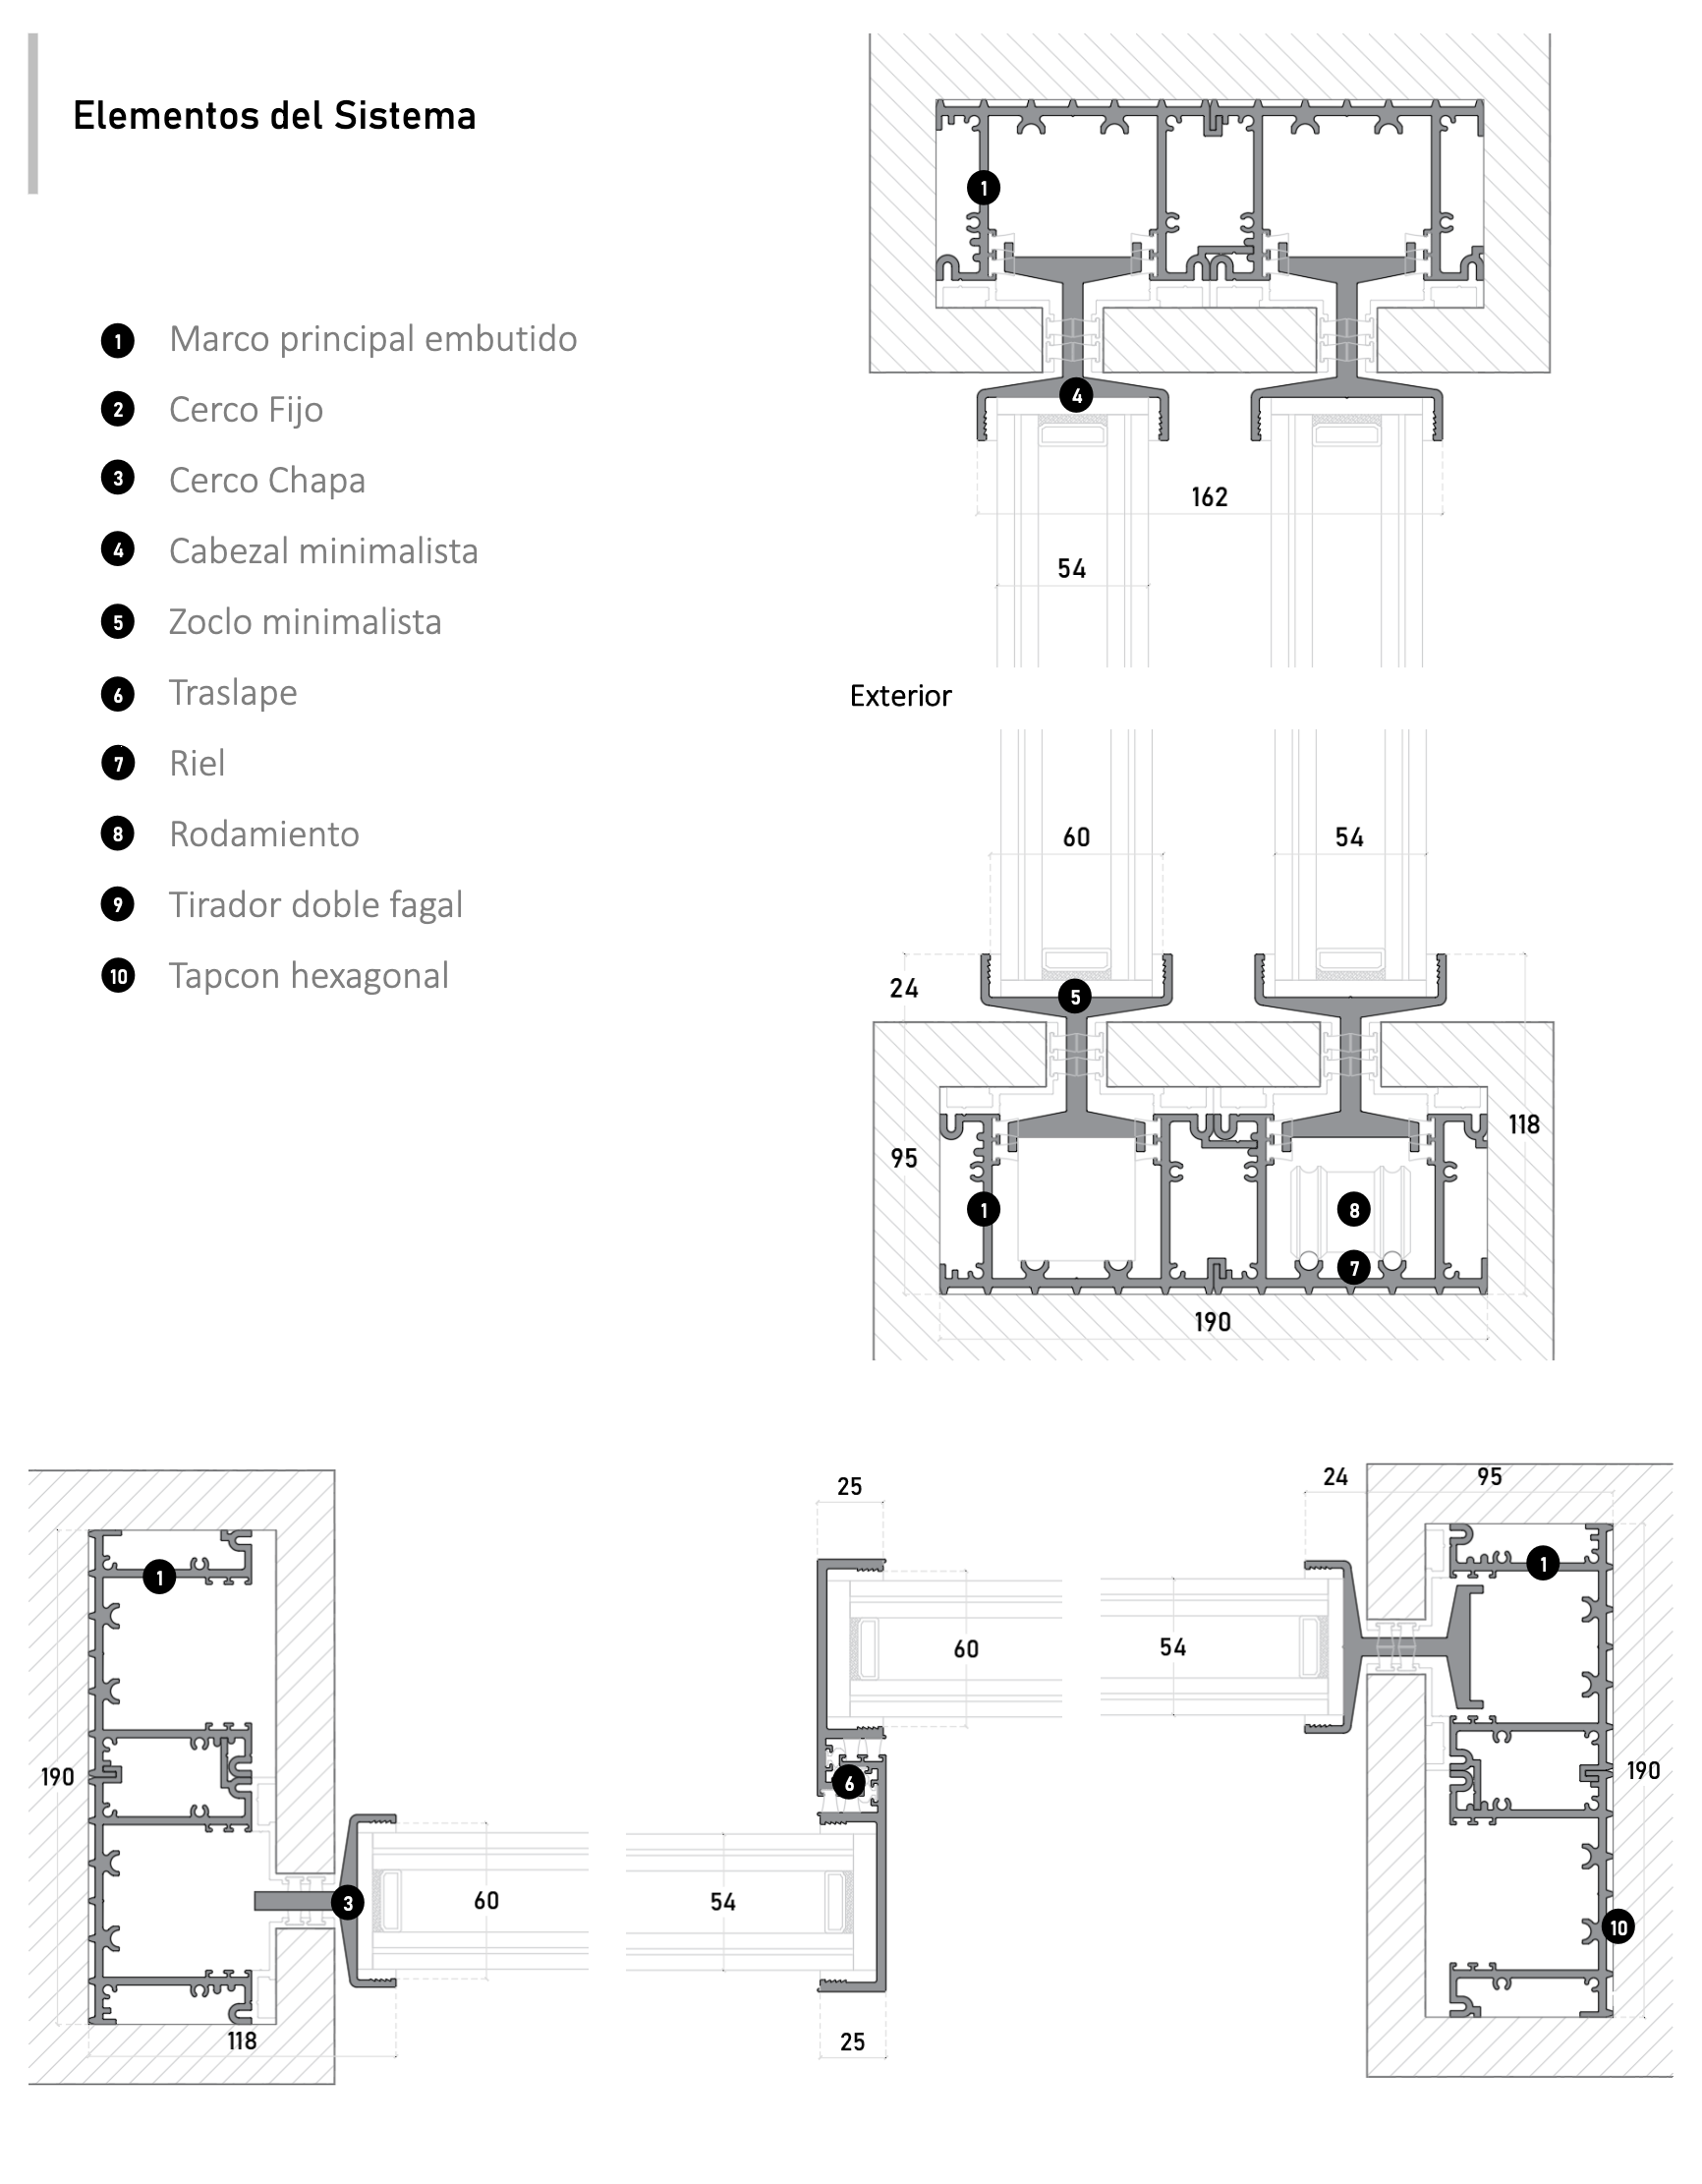 Elementos del Sistema
1 Marco principal embutido
2 Cerco Fijo
3 Cerco Chapa
4 Cabezal minimalista
5 Zoclo minimalista
6 Traslape
7 Riel
8 Rodamiento
9 Tirador doble fagal
10 Tapcon hexagonal
1
4
162
54
Exterior
60
54
24
5
95
118
1
8
7
190
25
24
95
1
1
60
54
190
6
190
3
60
54
10
118
25